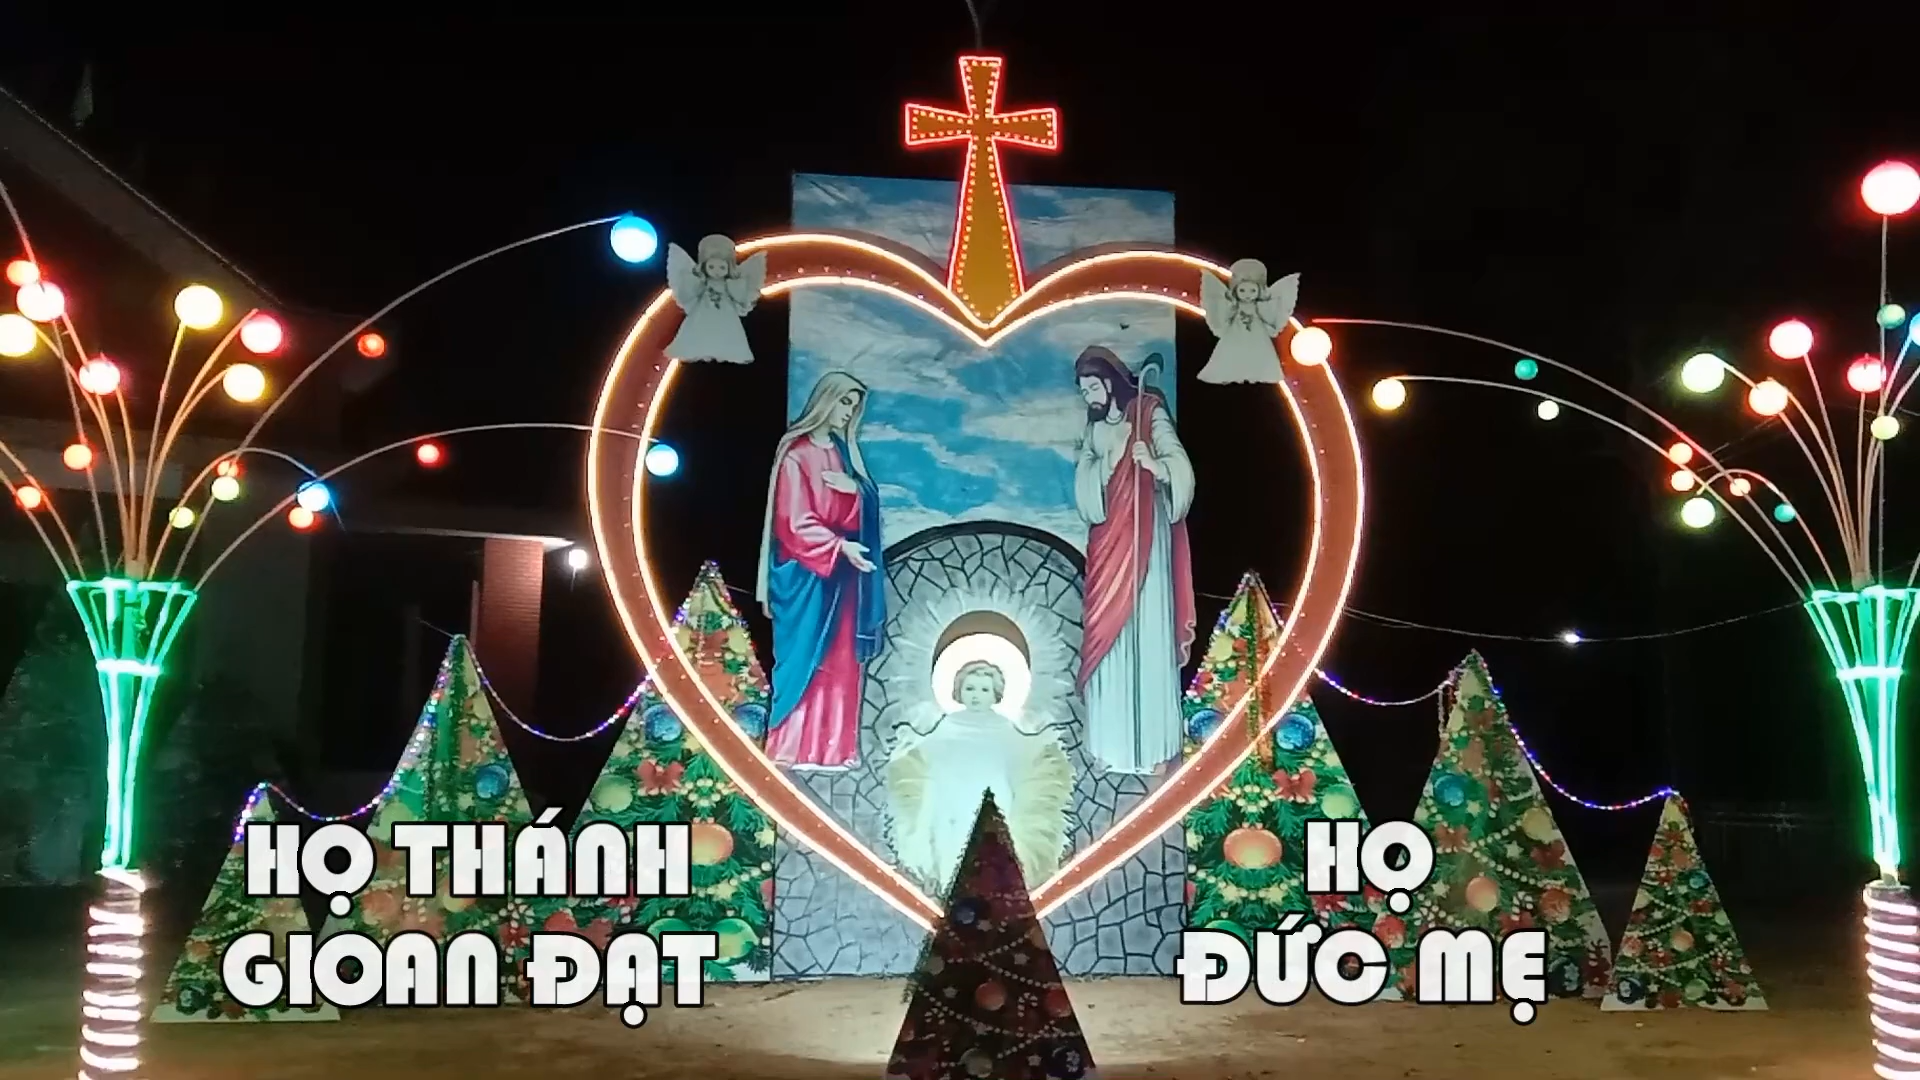 HỌ THÁNH
GIOAN ĐẠT
HỌ
ĐỨC MẸ